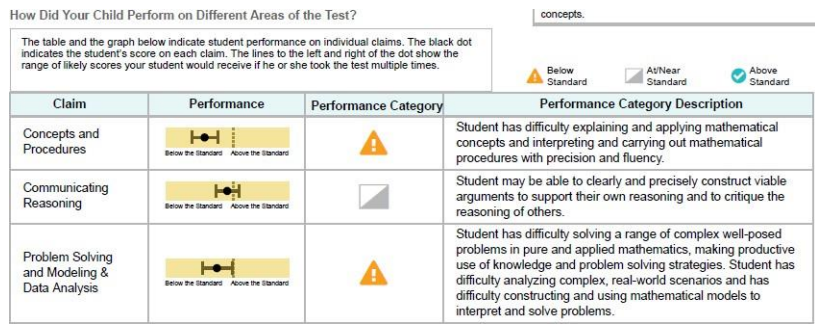 How Did Your Child Perform on Different Areas of the Test?
concepts.
The table and the graph below indicate student performance on individual claims. The black dot
indicates the student's score on each claim. The lines to the left and right of the dot show the
range of likely scores your student would receive if he or she took the test multiple times.
Below
Standard
At/Near
Standard
Above
Standard
Claim
Performance
Performance Category
Performance Category Description
Concepts and
Procedures
Below the Standard Above the Standard
Student has difficulty explaining and applying mathematical
concepts and interpreting and carrying out mathematical
procedures with precision and fluency.
Communicating
Reasoning
Below the Standard Above the Standard
Student may be able to clearly and precisely construct viable
arguments to support their own reasoning and to critique the
reasoning of others.
Problem Solving
and Modeling &
Data Analysis
Below the Standard Above the Standard
Student has difficulty solving a range of complex well-posed
problems in pure and applied mathematics, making productive
use of knowledge and problem solving strategies. Student has
difficulty analyzing complex, real-world scenarios and has
difficulty constructing and using mathematical models to
interpret and solve problems.